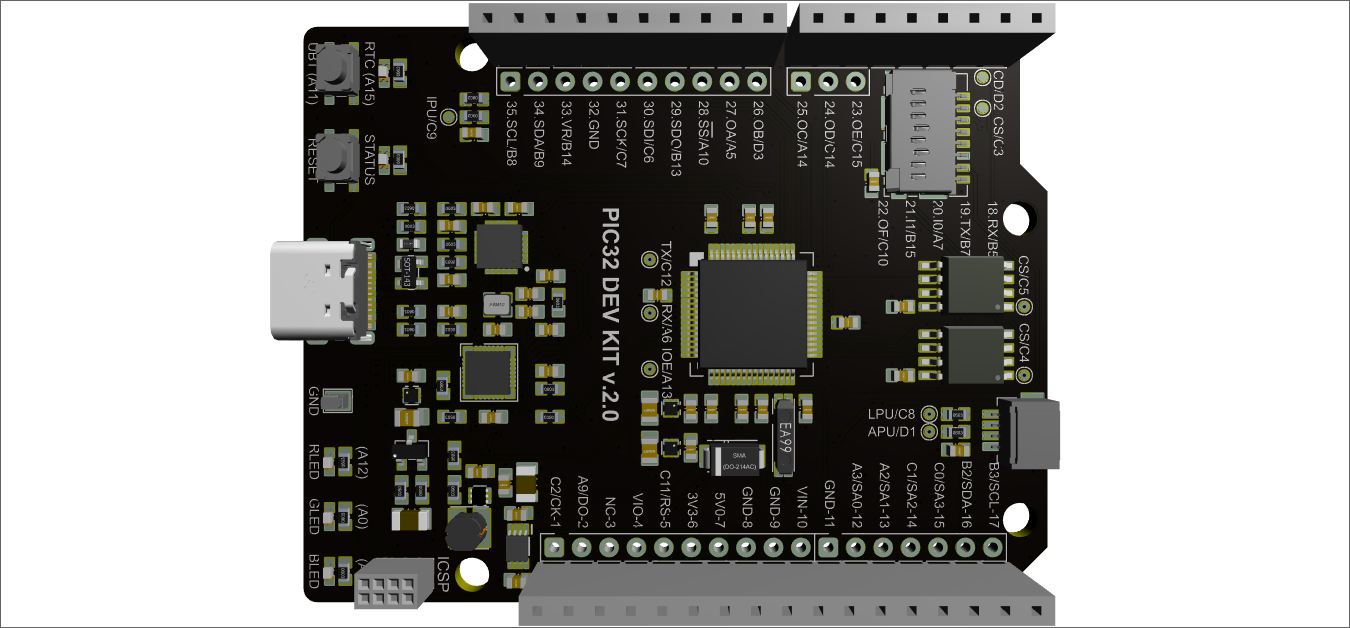 UBT (A11)
RTC (A15)
RESET
STATUS
IPU/C9
35.SCL/B8
34.SDA/B9
33.VR/B14
32.GND
31.SCK/C7
30.SDI/C6
29.SDO/B13
28.SS/A10
27.OA/A5
26.OB/D3
25.OC/A14
24.OD/C14
23.OE/C15
22.OF/C10
21.I1/B15
20.I0/A7
19.TX/B7
18.RX/B5
CD/D2
CS/C3
SOT-143
PIC32 DEV KIT v.2.0
TX/C12
RX/A6
IOE/A13
CS/C5
CS/C4
LPU/C8
APU/D1
EA99
SMA
(DO-214AC)
GND
RLED
(A12)
GLED
(A0)
BLED
ICSP
C2/CK-1
A9/DO-2
NC-3
VIO-4
C11/RS-5
3V3-6
5V0-7
GND-8
GND-9
VIN-10
GND-11
A3/SA0-12
A2/SA1-13
C1/SA2-14
C0/SA3-15
B2/SDA-16
B3/SCL-17